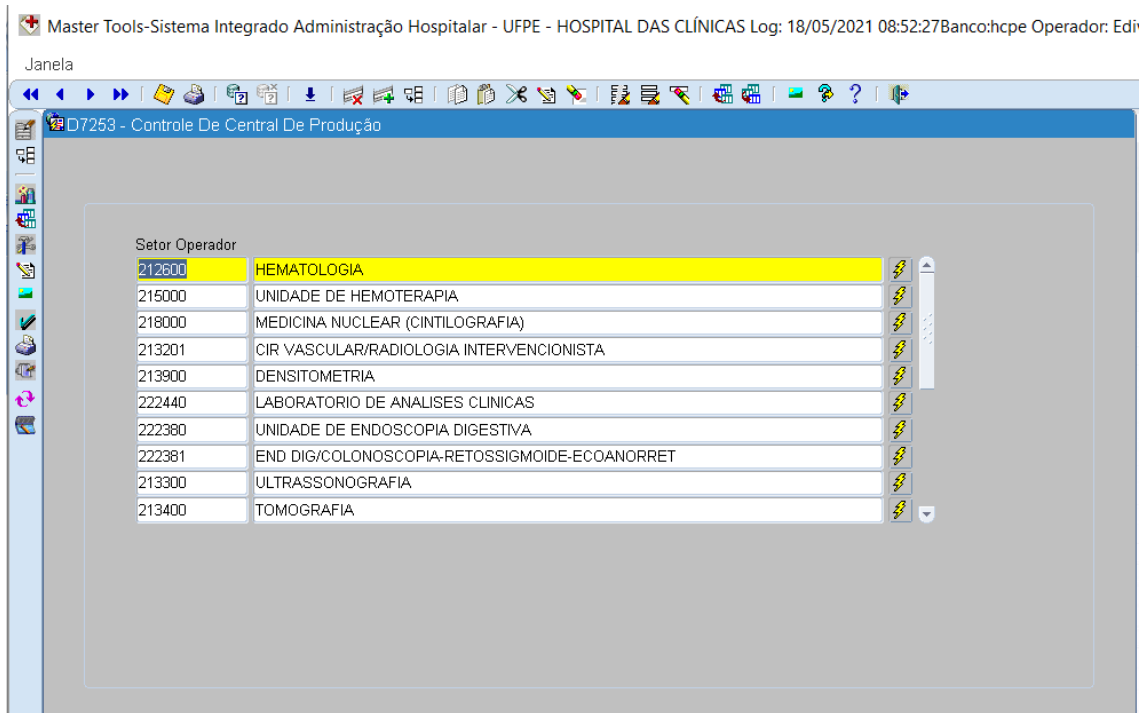 Master Tools-Sistema Integrado Administração Hospitalar - UFPE - HOSPITAL DAS CLÍNICAS Log: 18/05/2021 08:52:27Banco:hcpe Operador: Ediv
Janela
D7253 - Controle De Central De Produção
Setor Operador
212600 HEMATOLOGIA
215000 UNIDADE DE HEMOTERAPIA
218000 MEDICINA NUCLEAR (CINTILOGRAFIA)
213201 CIR VASCULAR/RADIOLOGIA INTERVENCIONISTA
213900 DENSITOMETRIA
222440 LABORATORIO DE ANALISES CLINICAS
222380 UNIDADE DE ENDOSCOPIA DIGESTIVA
222381 END DIG/COLONOSCOPIA-RETOSSIGMOIDE-ECOANORRET
213300 ULTRASSONOGRAFIA
213400 TOMOGRAFIA